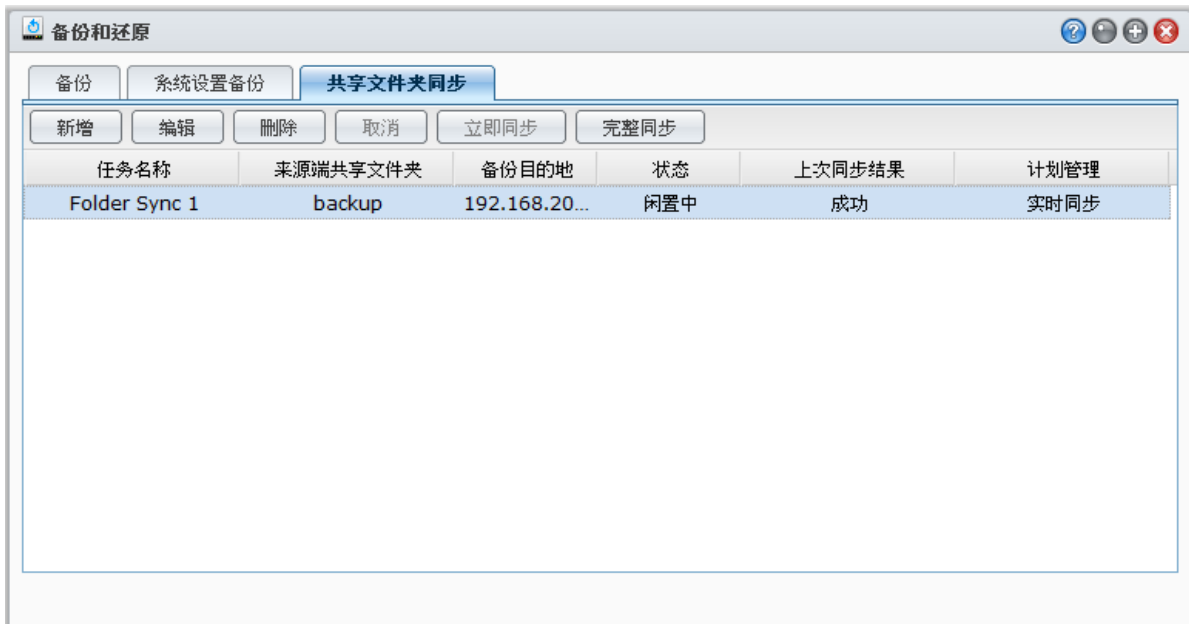 备份和还原
备份 系统设置备份 共享文件夹同步
新增 编辑 删除 取消 立即同步 完整同步
任务名称 来源端共享文件夹 备份目的地 状态 上次同步结果 计划管理
Folder Sync 1 backup 192.168.20... 闲置中 成功 实时同步